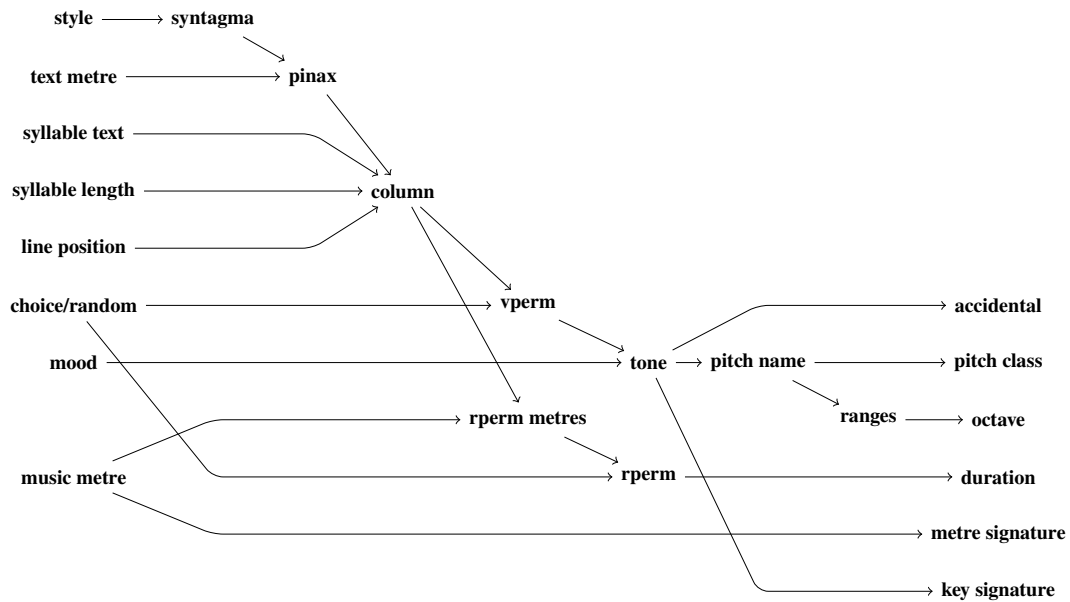 style
syntagma
text metre
pinax
syllable text
syllable length
column
line position
choice/random
vperm
accidental
mood
tone
pitch name
pitch class
rperm metres
ranges
octave
music metre
rperm
duration
metre signature
key signature